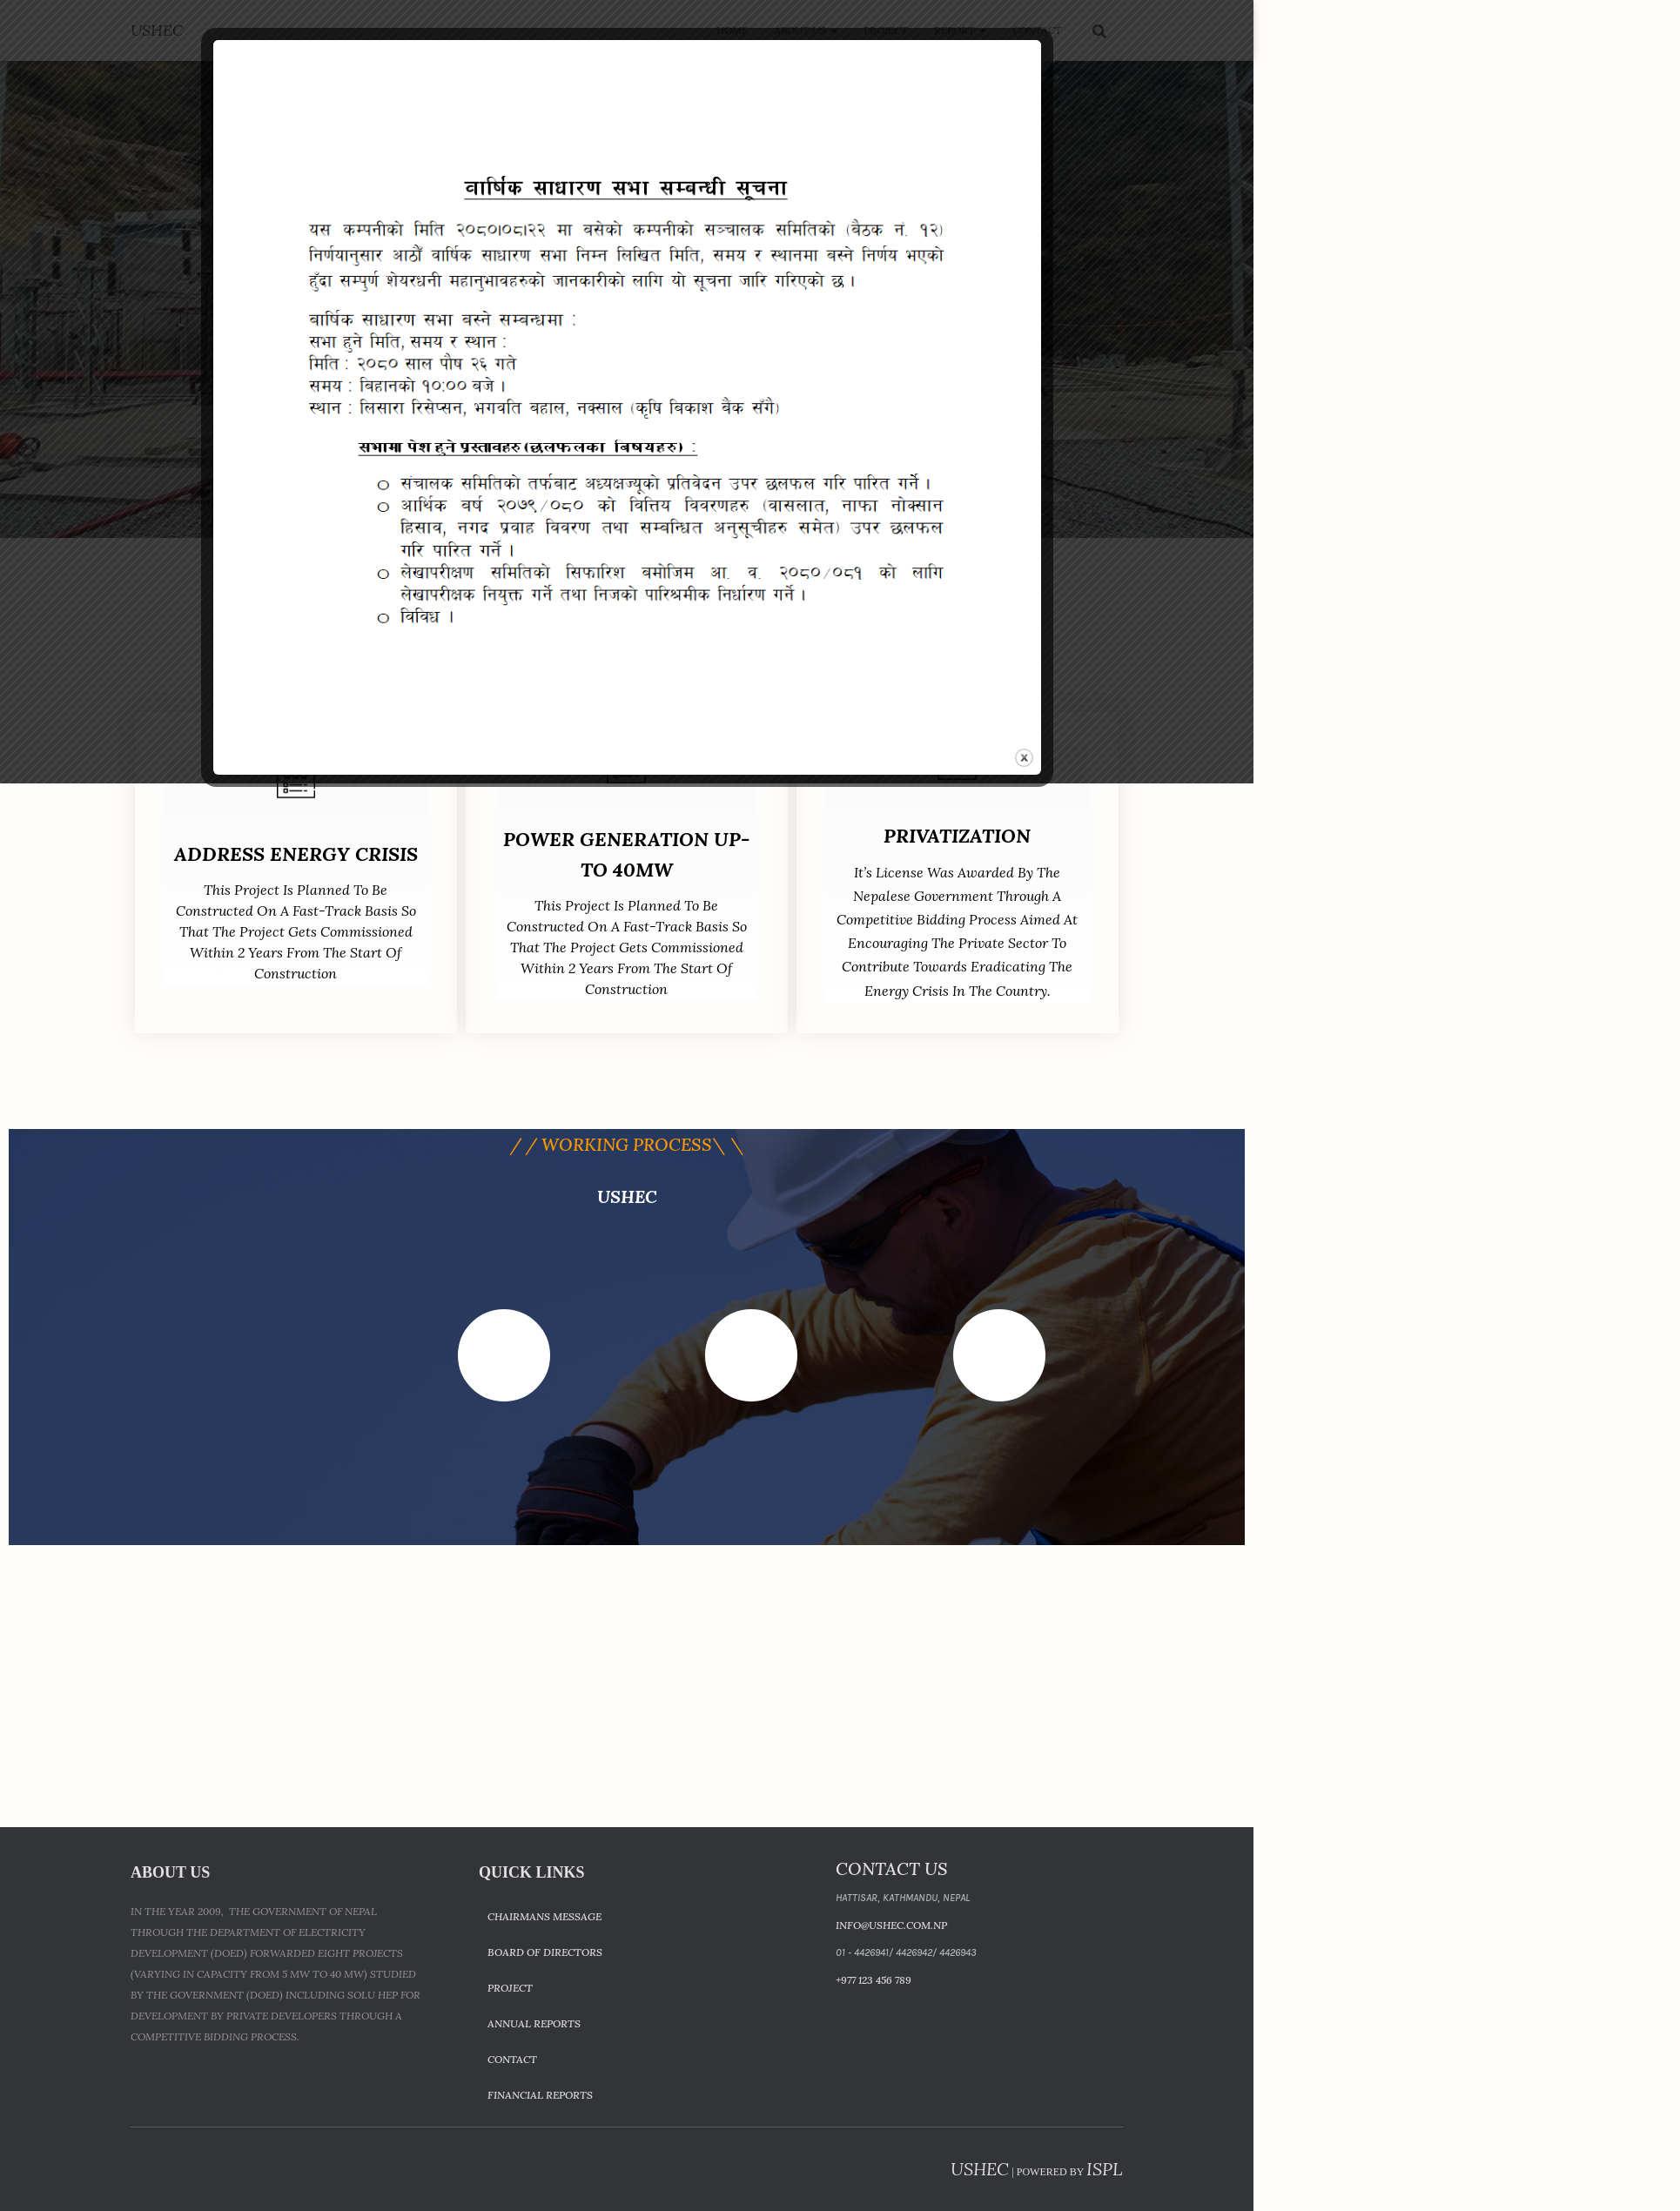 USHEC
HOME ABOUT US PROJECT REPORT CONTACT
वार्षिक साधारण सभा सम्बन्धी सूचना
यस कम्पनीको मिति २०८०।०८।२२ मा बसेको कम्पनीको सञ्चालक समितिको (बैठक नं. १२)
निर्णयानुसार आठौँ वार्षिक साधारण सभा निम्न लिखित मिति, समय र स्थानमा बस्ने निर्णय भएको
हुँदा सम्पुर्ण शेयरधनी महानुभावहरुको जानकारीको लागि यो सूचना जारि गरिएको छ ।
वार्षिक साधारण सभा बस्ने सम्बन्धमा :
सभा हुने मिति, समय र स्थान :
मिति : २०८० साल पौष २६ गते
समय : बिहानको १०:०० बजे ।
स्थान : लिसारा रिसेप्सन, भगवति बहाल, नक्साल (कृषि बिकाश बैंक सँगै)
सभामा पेश हुने प्रस्तावहरु (छलफलका बिषयहरु) :
संचालक समितिको तर्फबाट अध्यक्षज्यूको प्रतिवेदन उपर छलफल गरि पारित गर्ने ।
आर्थिक बर्ष २०७९/०८० को वित्तिय विवरणहरु (वासलात, नाफा नोक्सान
हिसाव, नगद प्रवाह विवरण तथा सम्वन्धित अनुसूचीहरु समेत) उपर छलफल
गरि पारित गर्ने ।
लेखापरीक्षण समितिको सिफारिश बमोजिम आ. व. २०८०/०८१ को लागि
लेखापरीक्षक नियुक्त गर्ने तथा निजको पारिश्रमीक निर्धारण गर्ने ।
विविध ।
ADDRESS ENERGY CRISIS
This Project Is Planned To Be
Constructed On A Fast-Track Basis So
That The Project Gets Commissioned
Within 2 Years From The Start Of
Construction
POWER GENERATION UP-
TO 40MW
This Project Is Planned To Be
Constructed On A Fast-Track Basis So
That The Project Gets Commissioned
Within 2 Years From The Start Of
Construction
PRIVATIZATION
It’s License Was Awarded By The
Nepalese Government Through A
Competitive Bidding Process Aimed At
Encouraging The Private Sector To
Contribute Towards Eradicating The
Energy Crisis In The Country.
/ / WORKING PROCESS\ \
USHEC
ABOUT US
IN THE YEAR 2009, THE GOVERNMENT OF NEPAL
THROUGH THE DEPARTMENT OF ELECTRICITY
DEVELOPMENT (DOED) FORWARDED EIGHT PROJECTS
(VARYING IN CAPACITY FROM 5 MW TO 40 MW) STUDIED
BY THE GOVERNMENT (DOED) INCLUDING SOLU HEP FOR
DEVELOPMENT BY PRIVATE DEVELOPERS THROUGH A
COMPETITIVE BIDDING PROCESS.
QUICK LINKS
CHAIRMANS MESSAGE
BOARD OF DIRECTORS
PROJECT
ANNUAL REPORTS
CONTACT
FINANCIAL REPORTS
CONTACT US
HATTISAR, KATHMANDU, NEPAL
INFO@USHEC.COM.NP
01 - 4426941/ 4426942/ 4426943
+977 123 456 789
USHEC | POWERED BY ISPL